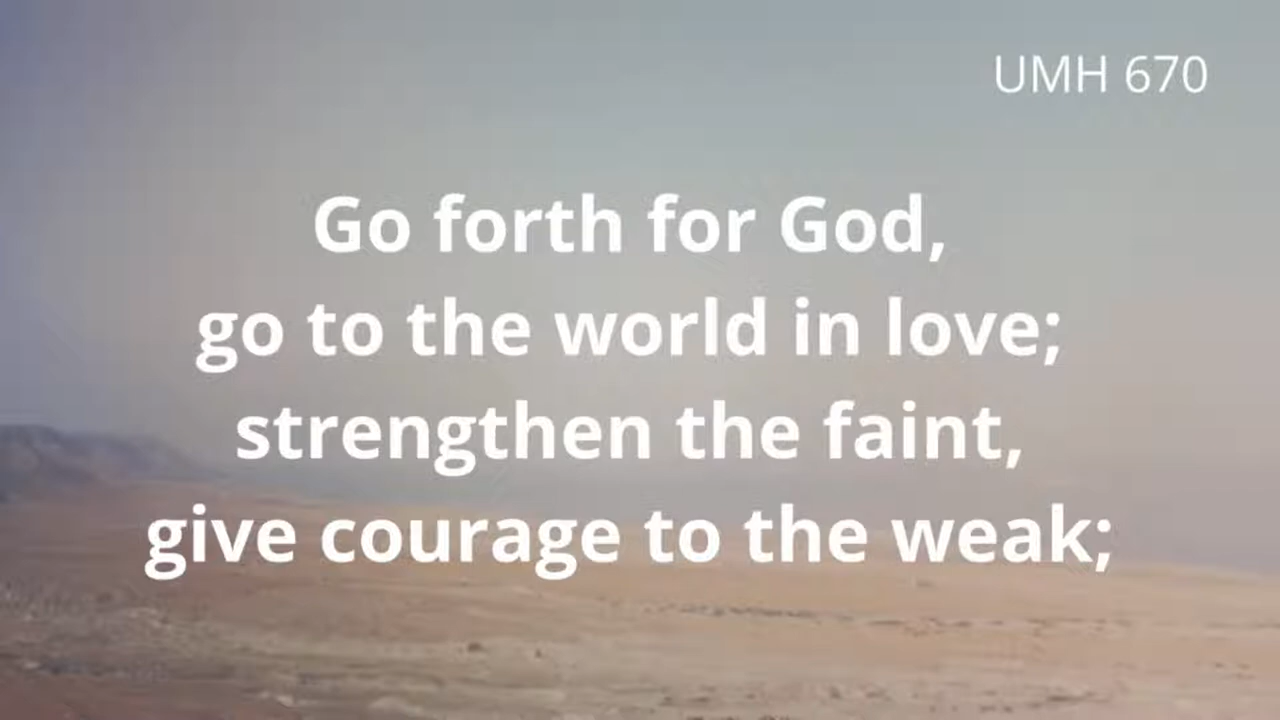 UMH 670
Go forth for God,
go to the world in love;
strengthen the faint,
give courage to the weak;